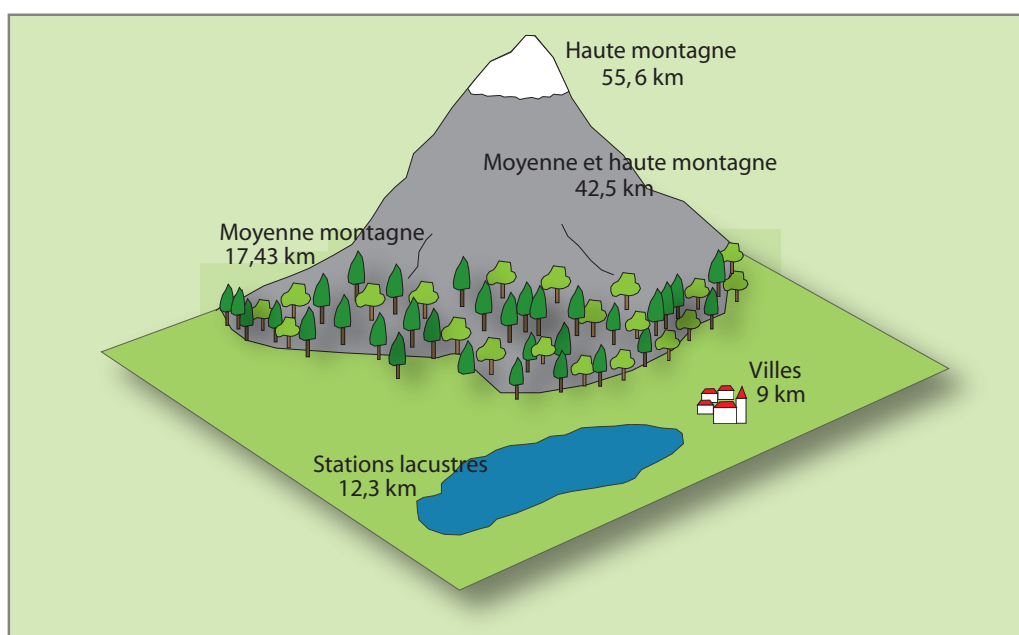 Haute montagne
55,6 km
Moyenne et haute montagne
42,5 km
Moyenne montagne
17,43 km
Villes
9 km
Stations lacustres
12,3 km